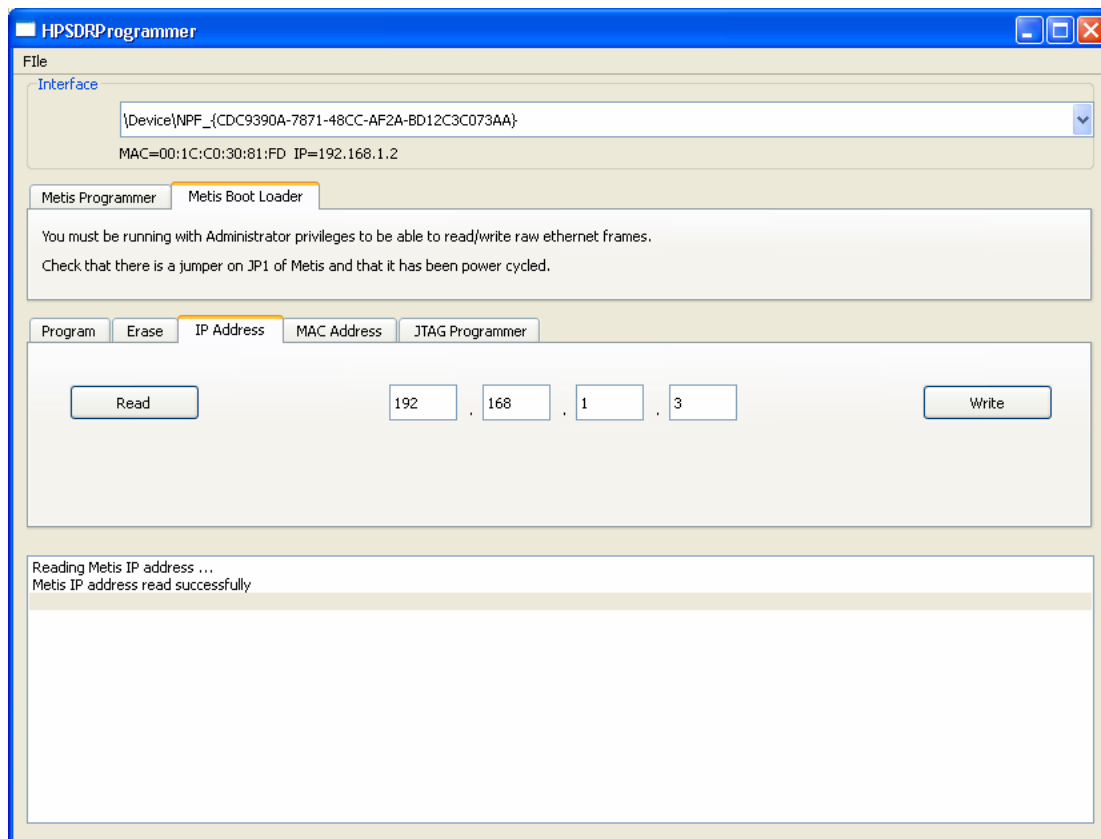 HPSDRProgrammer
FIle
Interface
\Device\NPF_{CDC9390A-7871-48CC-AF2A-BD12C3C073AA}
MAC=00:1C:C0:30:81:FD IP=192.168.1.2
Metis Programmer Metis Boot Loader
You must be running with Administrator privileges to be able to read/write raw ethernet frames.
Check that there is a jumper on JP1 of Metis and that it has been power cycled.
Program Erase IP Address MAC Address JTAG Programmer
Read 192 . 168 . 1 . 3 Write
Reading Metis IP address ...
Metis IP address read successfully